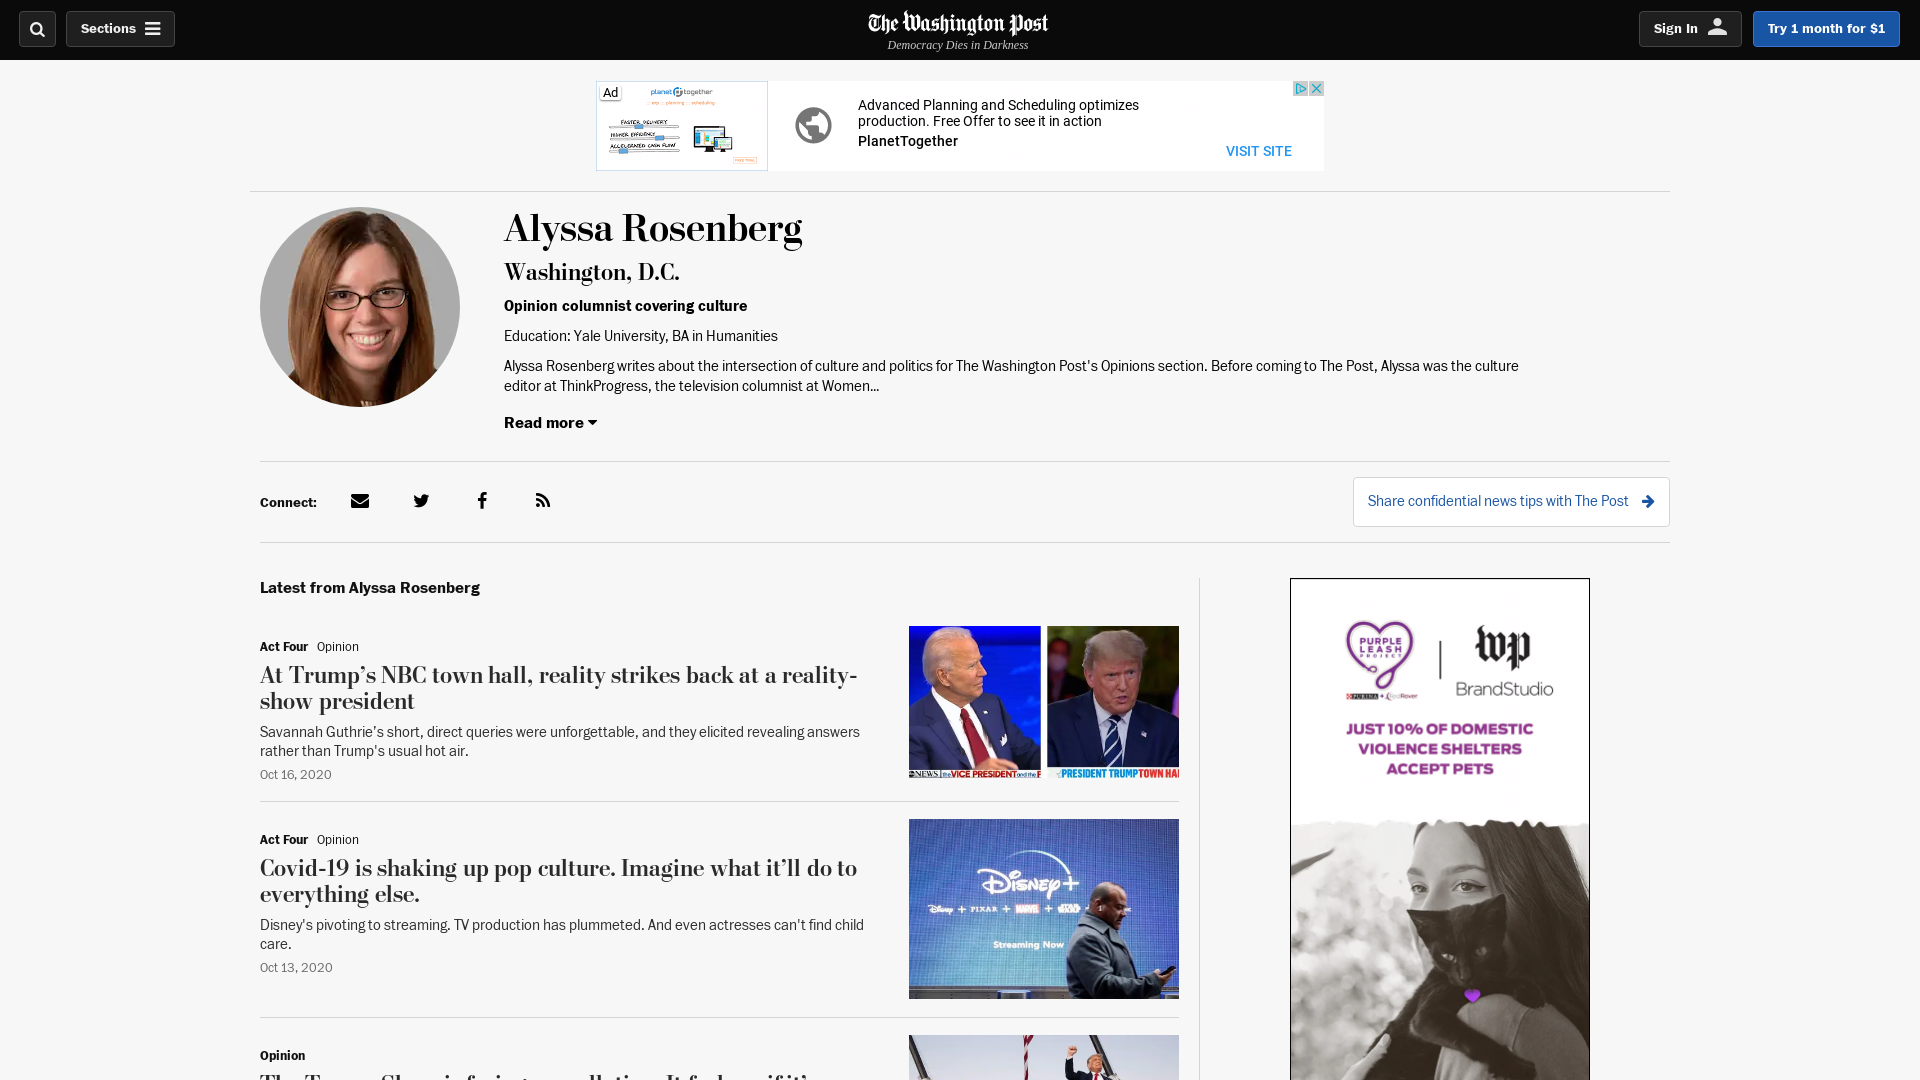 Sections
The Washington Post
Democracy Dies in Darkness
Sign In
Try 1 month for $1
Ad
planet together
FASTER DELIVERY
HIGHER EFFICIENCY
ACCELERATED CASH FLOW
Advanced Planning and Scheduling optimizes
production. Free Offer to see it in action
PlanetTogether
VISIT SITE
Alyssa Rosenberg
Washington, D.C.
Opinion columnist covering culture
Education: Yale University, BA in Humanities
Alyssa Rosenberg writes about the intersection of culture and politics for The Washington Post's Opinions section. Before coming to The Post, Alyssa was the culture
editor at ThinkProgress, the television columnist at Women...
Read more
Connect:
Share confidential news tips with The Post
Latest from Alyssa Rosenberg
Act Four Opinion
At Trump’s NBC town hall, reality strikes back at a reality-
show president
Savannah Guthrie’s short, direct queries were unforgettable, and they elicited revealing answers
rather than Trump's usual hot air.
Oct 16, 2020
NEWS the VICE PRESIDENT and the P
PRESIDENT TRUMP TOWN HA
Act Four Opinion
Covid-19 is shaking up pop culture. Imagine what it’ll do to
everything else.
Disney's pivoting to streaming. TV production has plummeted. And even actresses can't find child
care.
Oct 13, 2020
Disney+
Disney + PIXAR + MARVEL + STAR
Streaming Now
Opinion
PURPLE
LEASH
PROJECT
PURINA + RedRover
wp
BrandStudio
JUST 10% OF DOMESTIC
VIOLENCE SHELTERS
ACCEPT PETS